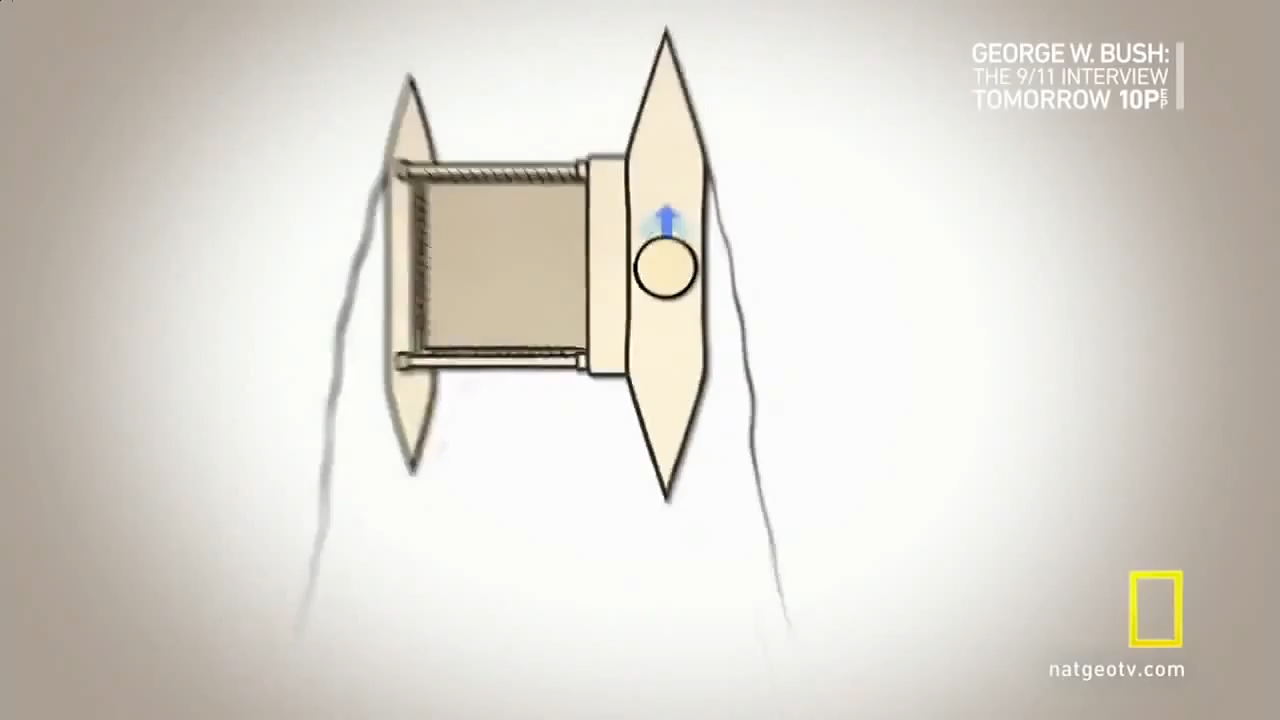 GEORGE W. BUSH:
THE 9/11 INTERVIEW
TOMORROW 10P E P
natgeotv.com